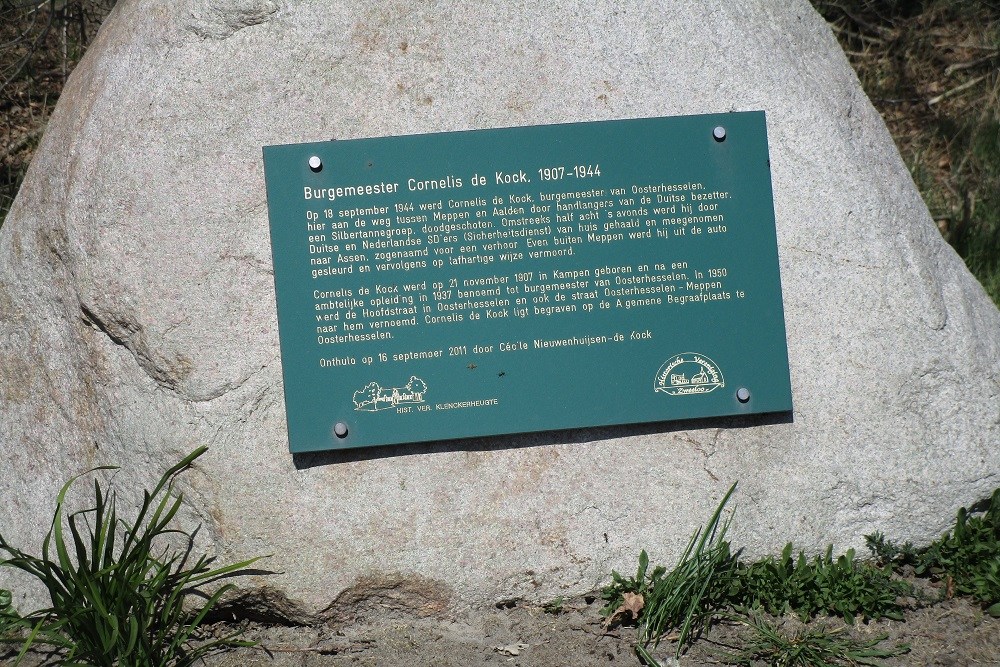 Burgemeester Cornelis de Kock, 1907-1944
Op 18 september 1944 werd Cornelis de Kock, burgemeester van Oosterhesselen,
hier aan de weg tussen Meppen en Aalden door handlangers van de Duitse bezetter,
een Silbertannegroep, doodgeschoten. Omstreeks half acht 's avonds werd hij door
Duitse en Nederlandse SD'ers (Sicherheitsdienst) van huis gehaald en meegenomen
naar Assen, zogenaamd voor een verhoor. Even buiten Meppen werd hij uit de auto
gesleurd en vervolgens op lafhartige wijze vermoord.
Cornelis de Kock werd op 21 november 1907 in Kampen geboren en na een
ambtelijke opleiding in 1937 benoemd tot burgemeester van Oosterhesselen. In 1950
werd de Hoofdstraat in Oosterhesselen en ook de straat Oosterhesselen - Meppen
naar hem vernoemd. Cornelis de Kock ligt begraven op de Algemene Begraafplaats te
Oosterhesselen.
Onthuld op 16 september 2011 door Cécile Nieuwenhuijsen-de Kock
HIST. VER. KLENCKERHEUGTE
Historische Vereniging
Zweeloo